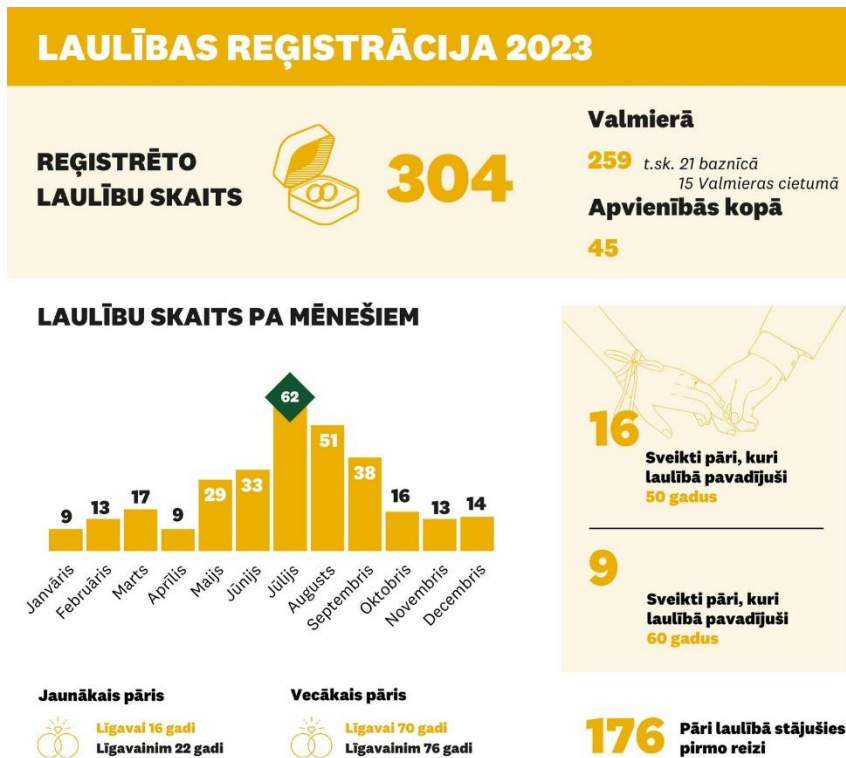 LAULĪBAS REĢISTRĀCIJA 2023
REĢISTRĒTO
LAULĪBU SKAITS
304
Valmierā
259 t.sk. 21 baznīcā
15 Valmieras cietumā
Apvienībās kopā
45
LAULĪBU SKAITS PA MĒNEŠIEM
9
13
17
9
29
33
62
51
38
16
13
14
Janvāris
Februāris
Marts
Aprīlis
Maijs
Jūnijs
Jūlijs
Augusts
Septembris
Oktobris
Novembris
Decembris
16
Sveikti pāri, kuri
laulībā pavadījuši
50 gadus
9
Sveikti pāri, kuri
laulībā pavadījuši
60 gadus
Jaunākais pāris
Līgavai 16 gadi
Līgavainim 22 gadi
Vecākais pāris
Līgavai 70 gadi
Līgavainim 76 gadi
176
Pāri laulībā stājušies
pirmo reizi